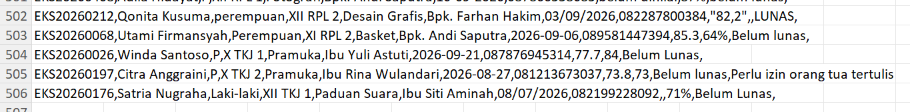 502 EKS20260212,Qonita Kusuma,perempuan,XII RPL 2,Desain Grafis,Bpk. Farhan Hakim,03/09/2026,082287800384,"82,2",,LUNAS,
503 EKS20260068,Utami Firmansyah,Perempuan,XI RPL 2,Basket,Bpk. Andi Saputra,2026-09-06,089581447394,85.3,64%,Belum lunas,
504 EKS20260026,Winda Santoso,P,X TKJ 1,Pramuka,Ibu Yuli Astuti,2026-09-21,087876945314,77.7,84,Belum Lunas,
505 EKS20260197,Citra Anggraini,P,X TKJ 2,Pramuka,Ibu Rina Wulandari,2026-08-27,081213673037,73.8,73,Belum lunas,Perlu izin orang tua tertulis
506 EKS20260176,Satria Nugraha,Laki-laki,XII TKJ 1,Paduan Suara,Ibu Siti Aminah,08/07/2026,082199228092,,71%,Belum Lunas,